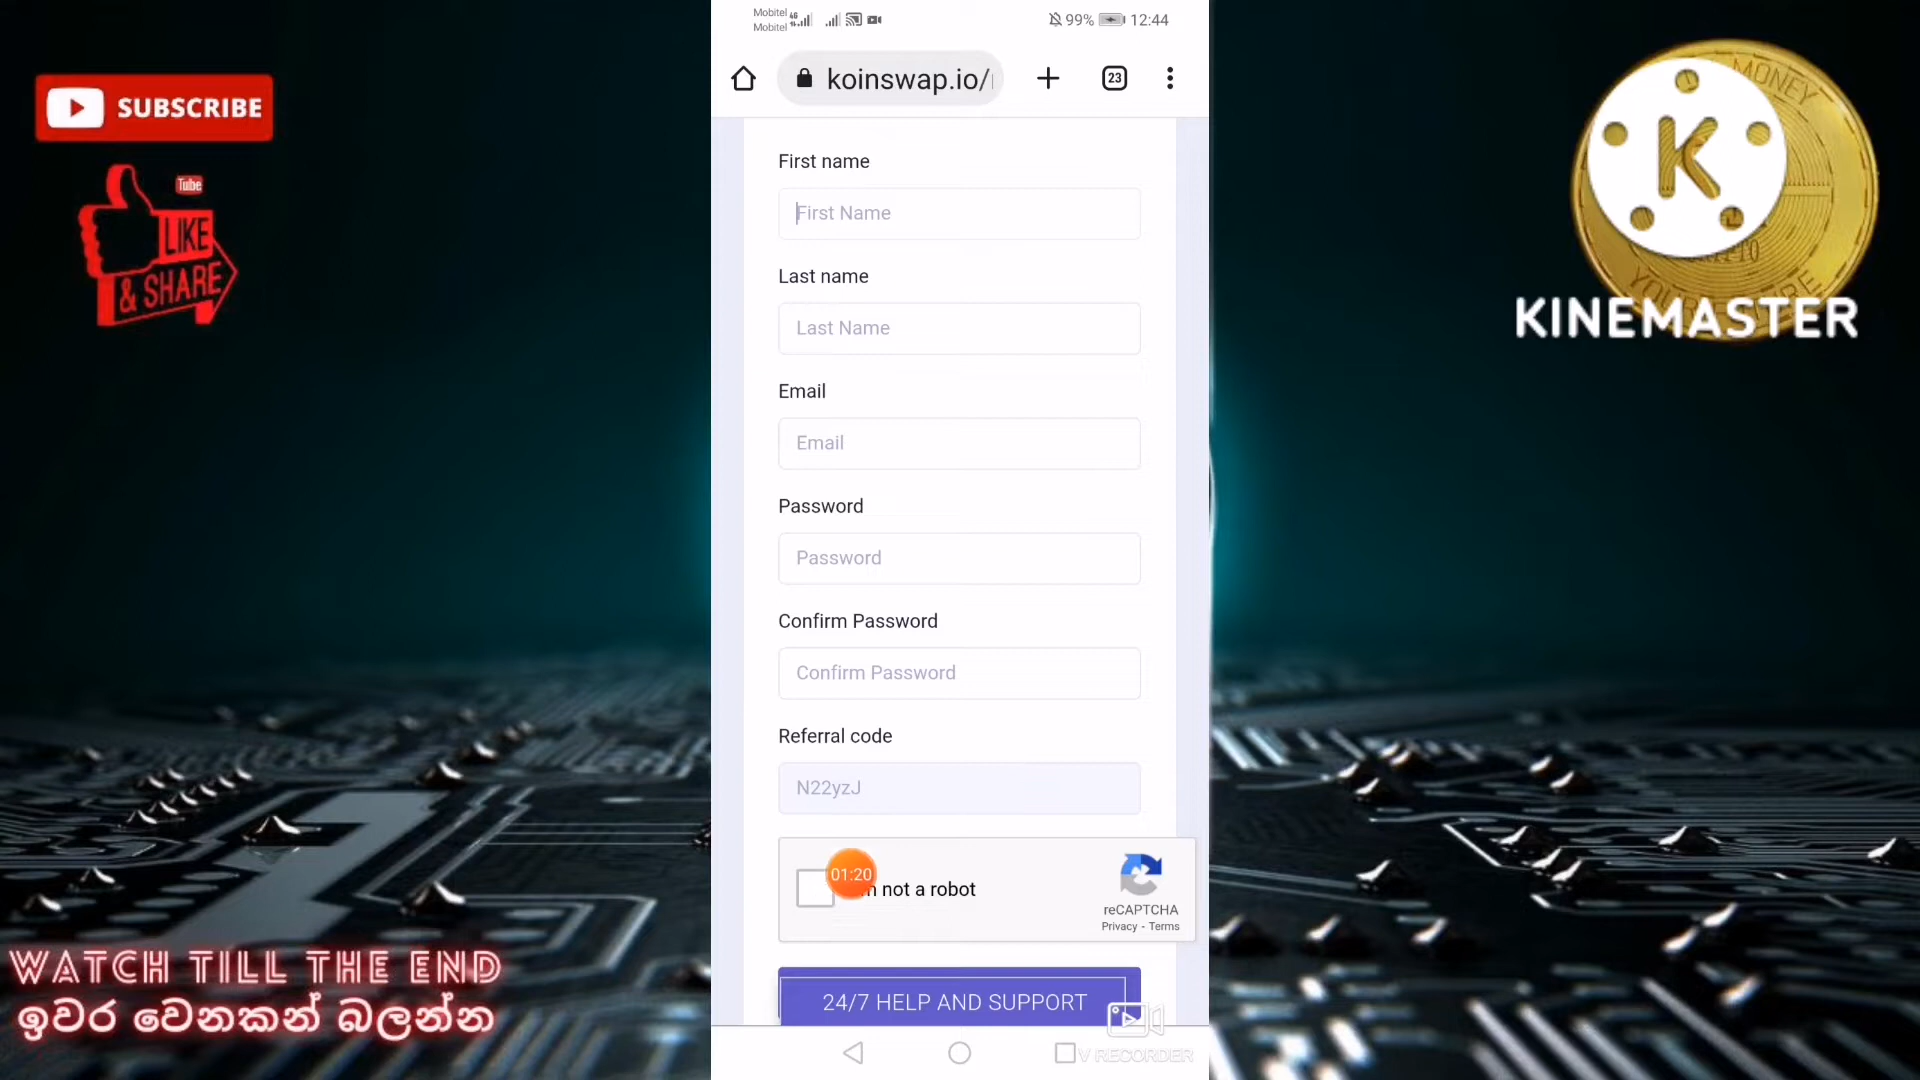 Mobitel 4G
Mobitel
99% 12:44
koinswap.io/
23
SUBSCRIBE
Tube
LIKE
& SHARE
MONEY
K
KINEMASTER
First name
First Name
Last name
Last Name
Email
Email
Password
Password
Confirm Password
Confirm Password
Referral code
N22yzJ
01:20
not a robot
reCAPTCHA
Privacy - Terms
24/7 HELP AND SUPPORT
V RECORDER
WATCH TILL THE END
ඉවර වෙනකන් බලන්න